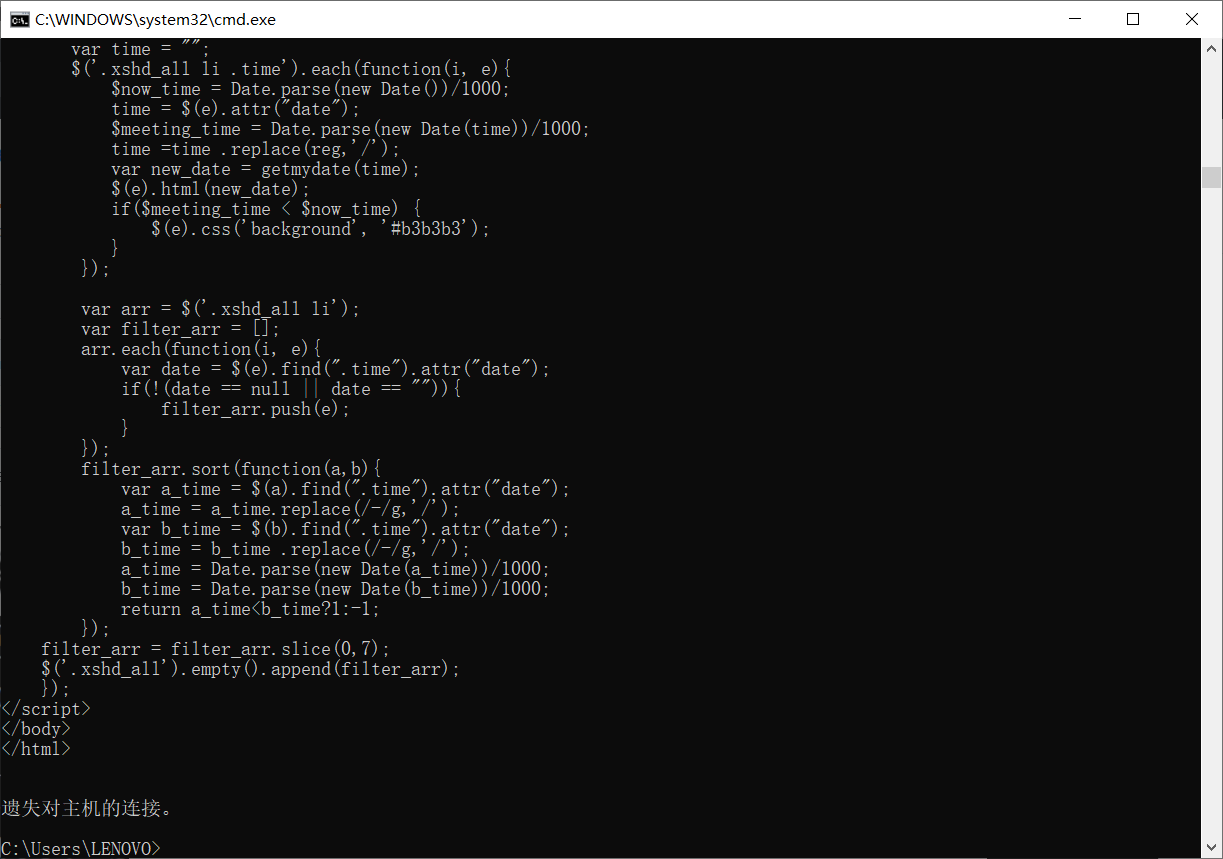 C:\WINDOWS\system32\cmd.exe
var time = "";
$('.xshd_all li .time').each(function(i, e){
$now_time = Date.parse(new Date())/1000;
time = $(e).attr("date");
$meeting_time = Date.parse(new Date(time))/1000;
time =time .replace(reg,'/');
var new_date = getmydate(time);
$(e).html(new_date);
if($meeting_time < $now_time) {
$(e).css('background', '#b3b3b3');
}
});
var arr = $('.xshd_all li');
var filter_arr = [];
arr.each(function(i, e){
var date = $(e).find(".time").attr("date");
if(!(date == null || date == "")){
filter_arr.push(e);
}
});
filter_arr.sort(function(a,b){
var a_time = $(a).find(".time").attr("date");
a_time = a_time.replace(/-/g,'/');
var b_time = $(b).find(".time").attr("date");
b_time = b_time .replace(/-/g,'/');
a_time = Date.parse(new Date(a_time))/1000;
b_time = Date.parse(new Date(b_time))/1000;
return a_time<b_time?1:-1;
});
filter_arr = filter_arr.slice(0,7);
$('.xshd_all').empty().append(filter_arr);
});
</script>
</body>
</html>
遗失对主机的连接。
C:\Users\LENOVO>